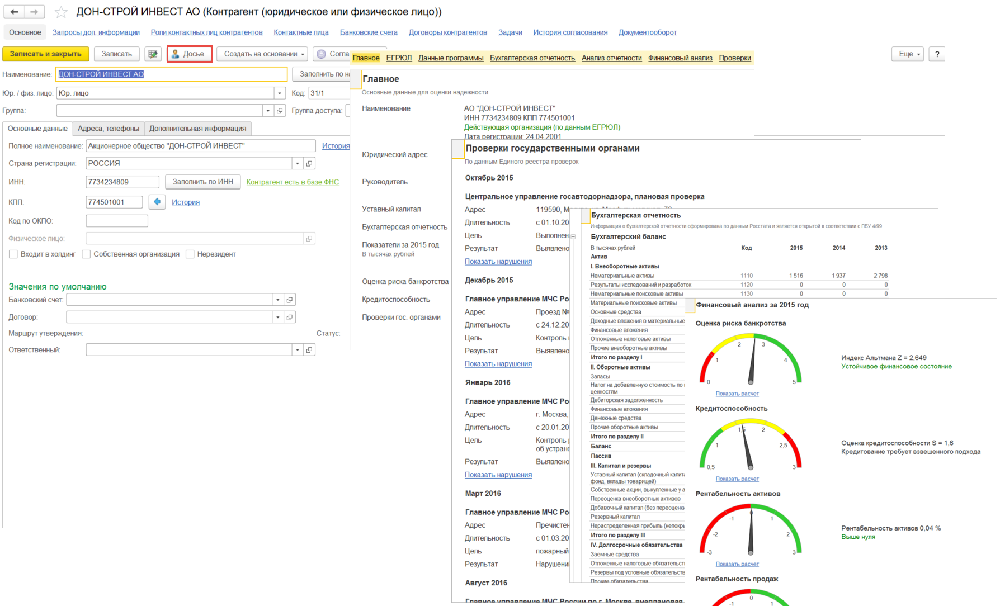 ДОН-СТРОЙ ИНВЕСТ АО (Контрагент (юридическое или физическое лицо))
Основное Запросы доп. информации Роли контактных лиц контрагентов Контактные лица Банковские счета Договоры контрагентов Задачи История согласования Документооборот
Записать и закрыть Записать Досье Создать на основании Согла Еще ?
Наименование: ДОН-СТРОЙ ИНВЕСТ АО Заполнить по на
Юр. / физ. лицо: Юр. лицо Код: 31/1
Группа: Группа доступа:
Основные данные Адреса, телефоны Дополнительная информация
Полное наименование: Акционерное общество "ДОН-СТРОЙ ИНВЕСТ" История
Страна регистрации: РОССИЯ
ИНН: 7734234809 Заполнить по ИНН Контрагент есть в базе ФНС
КПП: 774501001 История
Код по ОКПО:
Физическое лицо:
Входит в холдинг Собственная организация Нерезидент
Значения по умолчанию
Банковский счет:
Договор:
Маршрут утверждения: Статус:
Ответственный:
Главное ЕГРЮЛ Данные программы Бухгалтерская отчетность Анализ отчетности Финансовый анализ Проверки
Главное
Основные данные для оценки надежности
Наименование АО "ДОН-СТРОЙ ИНВЕСТ"
ИНН 7734234809 КПП 774501001
Действующая организация (по данным ЕГРЮЛ)
Дата регистрации: 24.04.2001
Юридический адрес
Руководитель
Уставный капитал
Бухгалтерская отчетность
Показатели за 2015 год
В тысячах рублей
Оценка риска банкротства
Кредитоспособность
Проверки гос. органами
Проверки государственными органами
По данным Единого реестра проверок
Октябрь 2015
Центральное управление госавтодорнадзора, плановая проверка
Адрес 119590, М
Длительность с 01.10.20
Цель Выполнен
Результат Выявлено
Показать нарушения
Декабрь 2015
Главное управление МЧС Ро
Адрес Проезд №
Длительность с 24.12.20
Цель Контроль
Результат Выявлено
Показать нарушения
Январь 2016
Главное управление МЧС Ро
Адрес г. Москва,
Длительность с 20.01.20
Цель Контроль
об устране
Результат Выявлено
Показать нарушения
Март 2016
Главное управление МЧС Ро
Адрес Пречистен
Длительность с 01.03.20
Цель пожарный
Результат Нарушени
Август 2016
Главное управление МЧС России по г. Москве, внеплановая
Бухгалтерская отчетность
Информация о бухгалтерской отчетности сформирована по данным Росстата и является открытой в соответствии с ПБУ 4/99
Бухгалтерский баланс
В тысячах рублей Код 2015 2014 2013
Актив
I. Внеоборотные активы
Нематериальные активы 1110 1 516 1 937 2 798
Результаты исследований и разработок 1120 0 0 0
Нематериальные поисковые активы 1130 0 0 0
Материальные поисковые активы
Основные средства
Доходные вложения в материальные
Финансовые вложения
Отложенные налоговые активы
Прочие внеоборотные активы
Итого по разделу I
II. Оборотные активы
Запасы
Налог на добавленную стоимость по
ценностям
Дебиторская задолженность
Финансовые вложения
Денежные средства
Прочие оборотные активы
Итого по разделу II
Баланс
Пассив
III. Капитал и резервы
Уставный капитал (складочный капита
фонд, вклады товарищей)
Собственные акции, выкупленные у а
Переоценка внеоборотных активов
Добавочный капитал (без переоценки
Резервный капитал
Нераспределенная прибыль (непокры
Итого по разделу III
IV. Долгосрочные обязательства
Заемные средства
Отложенные налоговые обязательст
Резервы под условные обязательств
Прочие обязательства
Финансовый анализ за 2015 год
Оценка риска банкротства
0 1 2 3 4 5
Индекс Альтмана Z = 2,649
Устойчивое финансовое состояние
Показать расчет
Кредитоспособность
0,5 1 1,5 2 2,5 3
Оценка кредитоспособности S = 1,6
Кредитование требует взвешенного подхода
Показать расчет
Рентабельность активов
-3 -2 -1 0 1 2 3
Рентабельность активов 0,04 %
Выше нуля
Показать расчет
Рентабельность продаж
-1 0 1